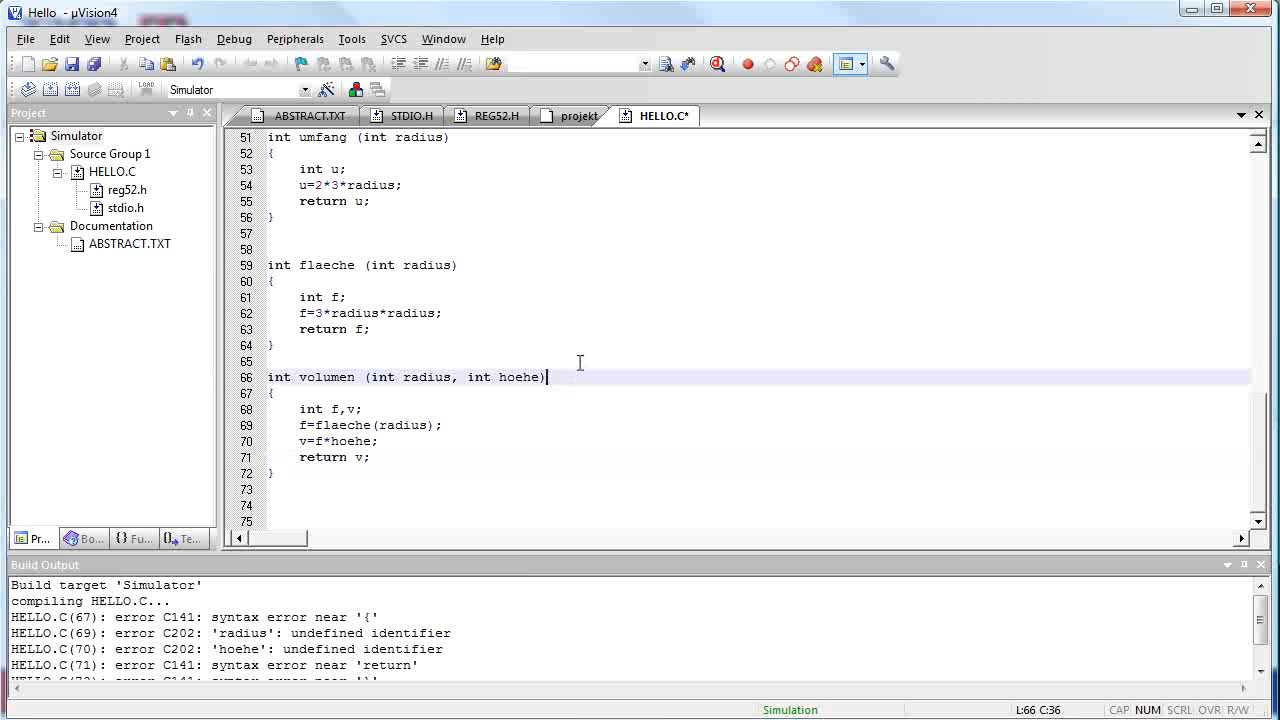 Hello - µVision4
File Edit View Project Flash Debug Peripherals Tools SVCS Window Help
LOAD Simulator
Project
Simulator
Source Group 1
HELLO.C
reg52.h
stdio.h
Documentation
ABSTRACT.TXT
Pr... Bo... {} Fu... {} Te...
ABSTRACT.TXT STDIO.H REG52.H projekt HELLO.C*
51 int umfang (int radius)
52 {
53 int u;
54 u=2*3*radius;
55 return u;
56 }
57
58
59 int flaeche (int radius)
60 {
61 int f;
62 f=3*radius*radius;
63 return f;
64 }
65
66 int volumen (int radius, int hoehe)
67 {
68 int f,v;
69 f=flaeche(radius);
70 v=f*hoehe;
71 return v;
72 }
73
74
75
Build Output
Build target 'Simulator'
compiling HELLO.C...
HELLO.C(67): error C141: syntax error near '{'
HELLO.C(69): error C202: 'radius': undefined identifier
HELLO.C(70): error C202: 'hoehe': undefined identifier
HELLO.C(71): error C141: syntax error near 'return'
Simulation L:66 C:36 CAP NUM SCRL OVR R/W